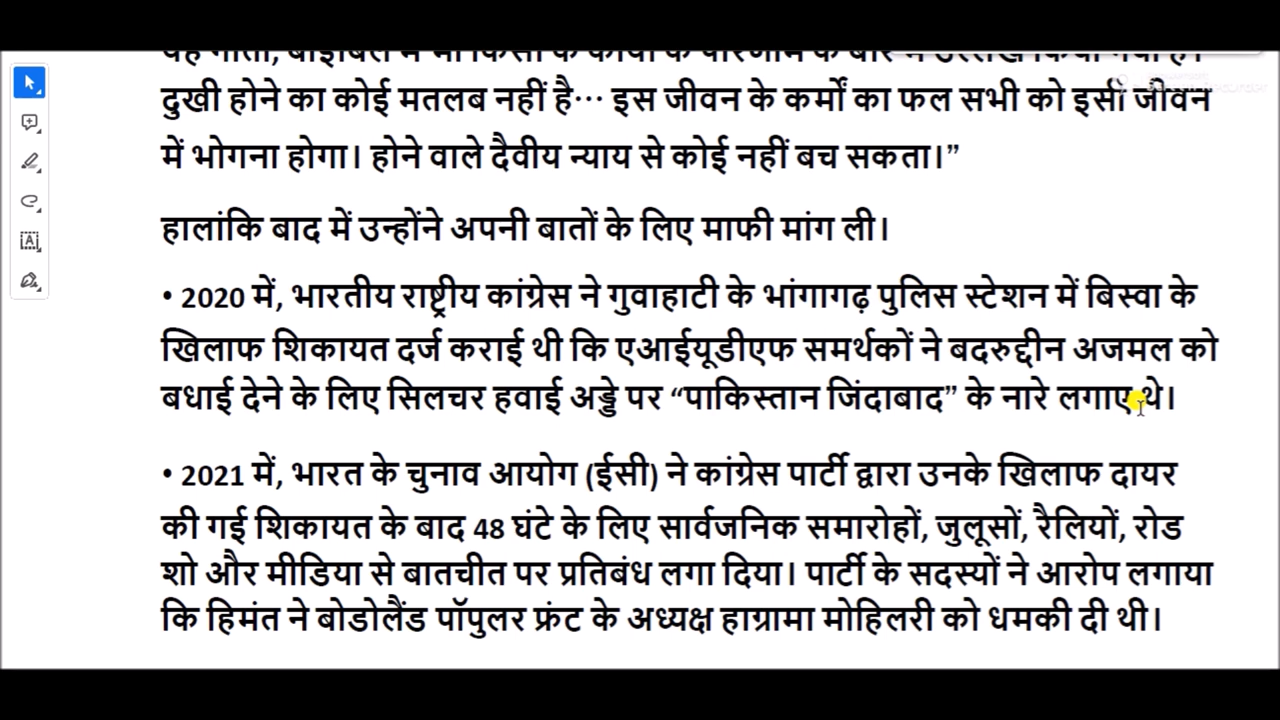 दुखी होने का कोई मतलब नहीं है… इस जीवन के कर्मों का फल सभी को इसी जीवन
में भोगना होगा। होने वाले दैवीय न्याय से कोई नहीं बच सकता।”
हालांकि बाद में उन्होंने अपनी बातों के लिए माफी मांग ली।
• 2020 में, भारतीय राष्ट्रीय कांग्रेस ने गुवाहाटी के भांगागढ़ पुलिस स्टेशन में बिस्वा के
खिलाफ शिकायत दर्ज कराई थी कि एआईयूडीएफ समर्थकों ने बदरुद्दीन अजमल को
बधाई देने के लिए सिलचर हवाई अड्डे पर “पाकिस्तान जिंदाबाद” के नारे लगाए थे।
• 2021 में, भारत के चुनाव आयोग (ईसी) ने कांग्रेस पार्टी द्वारा उनके खिलाफ दायर
की गई शिकायत के बाद 48 घंटे के लिए सार्वजनिक समारोहों, जुलूसों, रैलियों, रोड
शो और मीडिया से बातचीत पर प्रतिबंध लगा दिया। पार्टी के सदस्यों ने आरोप लगाया
कि हिमंत ने बोडोलैंड पॉपुलर फ्रंट के अध्यक्ष हाग्रामा मोहिलरी को धमकी दी थी।